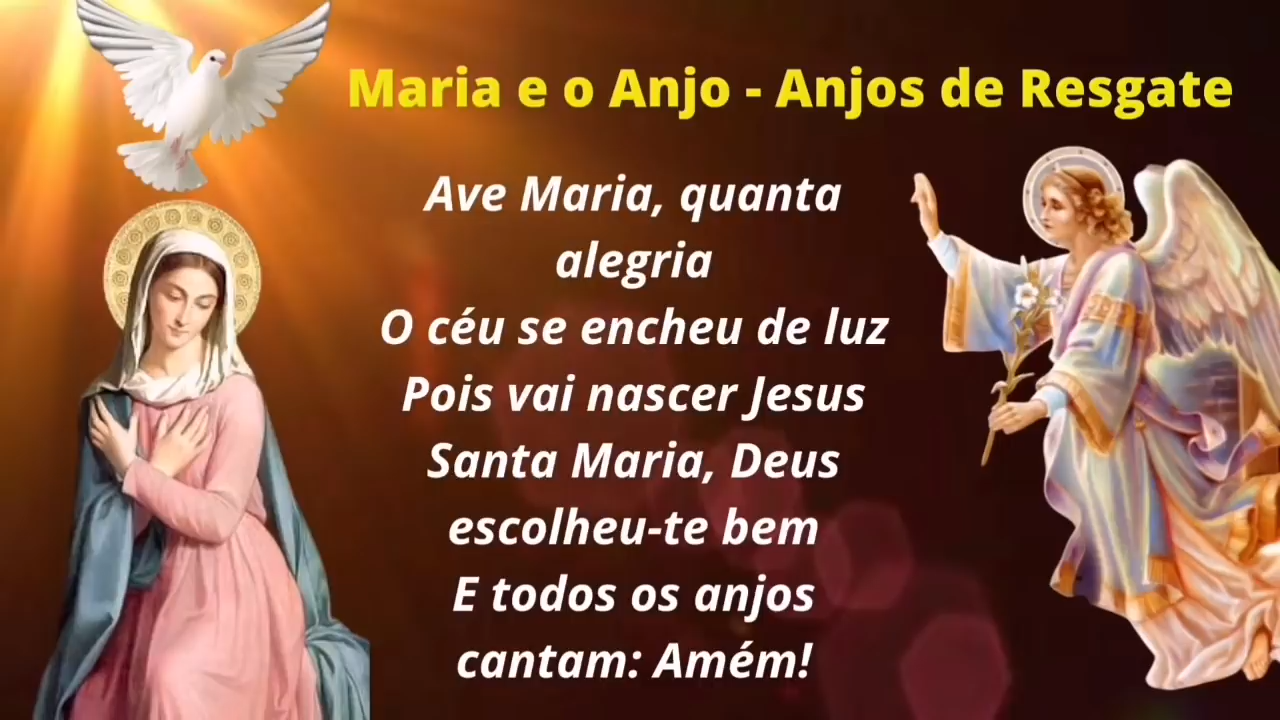 Maria e o Anjo - Anjos de Resgate
Ave Maria, quanta
alegria
O céu se encheu de luz
Pois vai nascer Jesus
Santa Maria, Deus
escolheu-te bem
E todos os anjos
cantam: Amém!